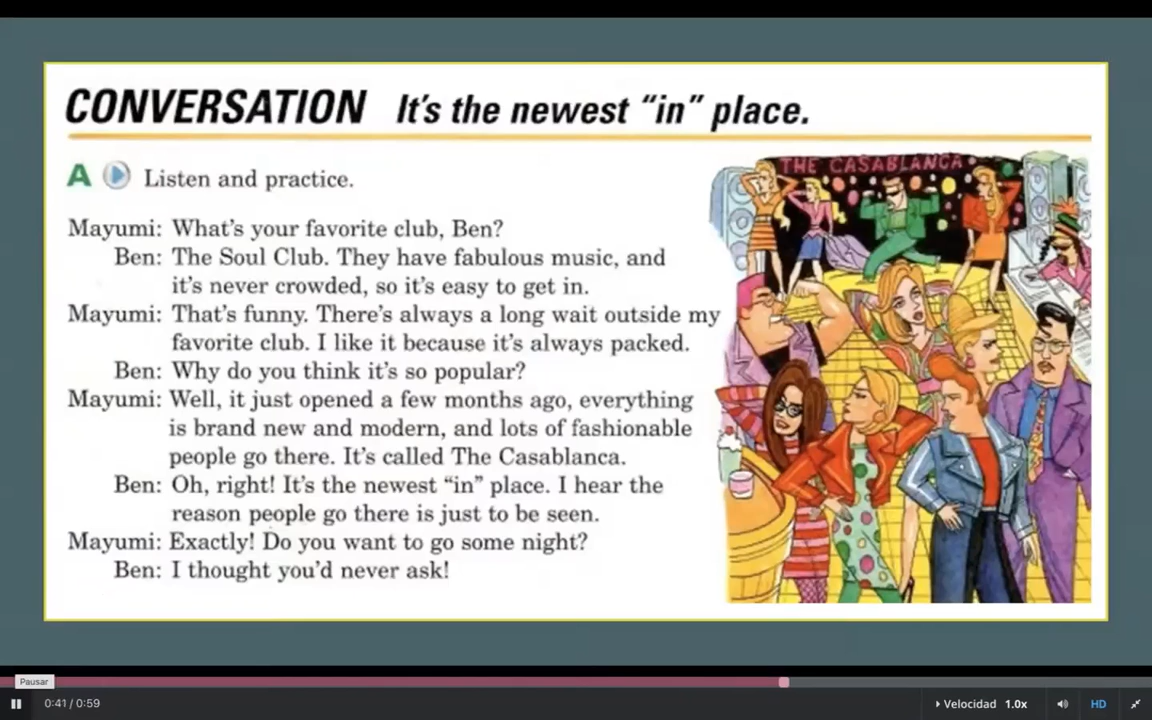 CONVERSATION It's the newest "in" place.
A Listen and practice.
Mayumi: What's your favorite club, Ben?
Ben: The Soul Club. They have fabulous music, and
it's never crowded, so it's easy to get in.
Mayumi: That's funny. There's always a long wait outside my
favorite club. I like it because it's always packed.
Ben: Why do you think it's so popular?
Mayumi: Well, it just opened a few months ago, everything
is brand new and modern, and lots of fashionable
people go there. It's called The Casablanca.
Ben: Oh, right! It's the newest "in" place. I hear the
reason people go there is just to be seen.
Mayumi: Exactly! Do you want to go some night?
Ben: I thought you'd never ask!
THE CASABLANCA
Pausar
0:41 / 0:59
Velocidad 1.0x
HD